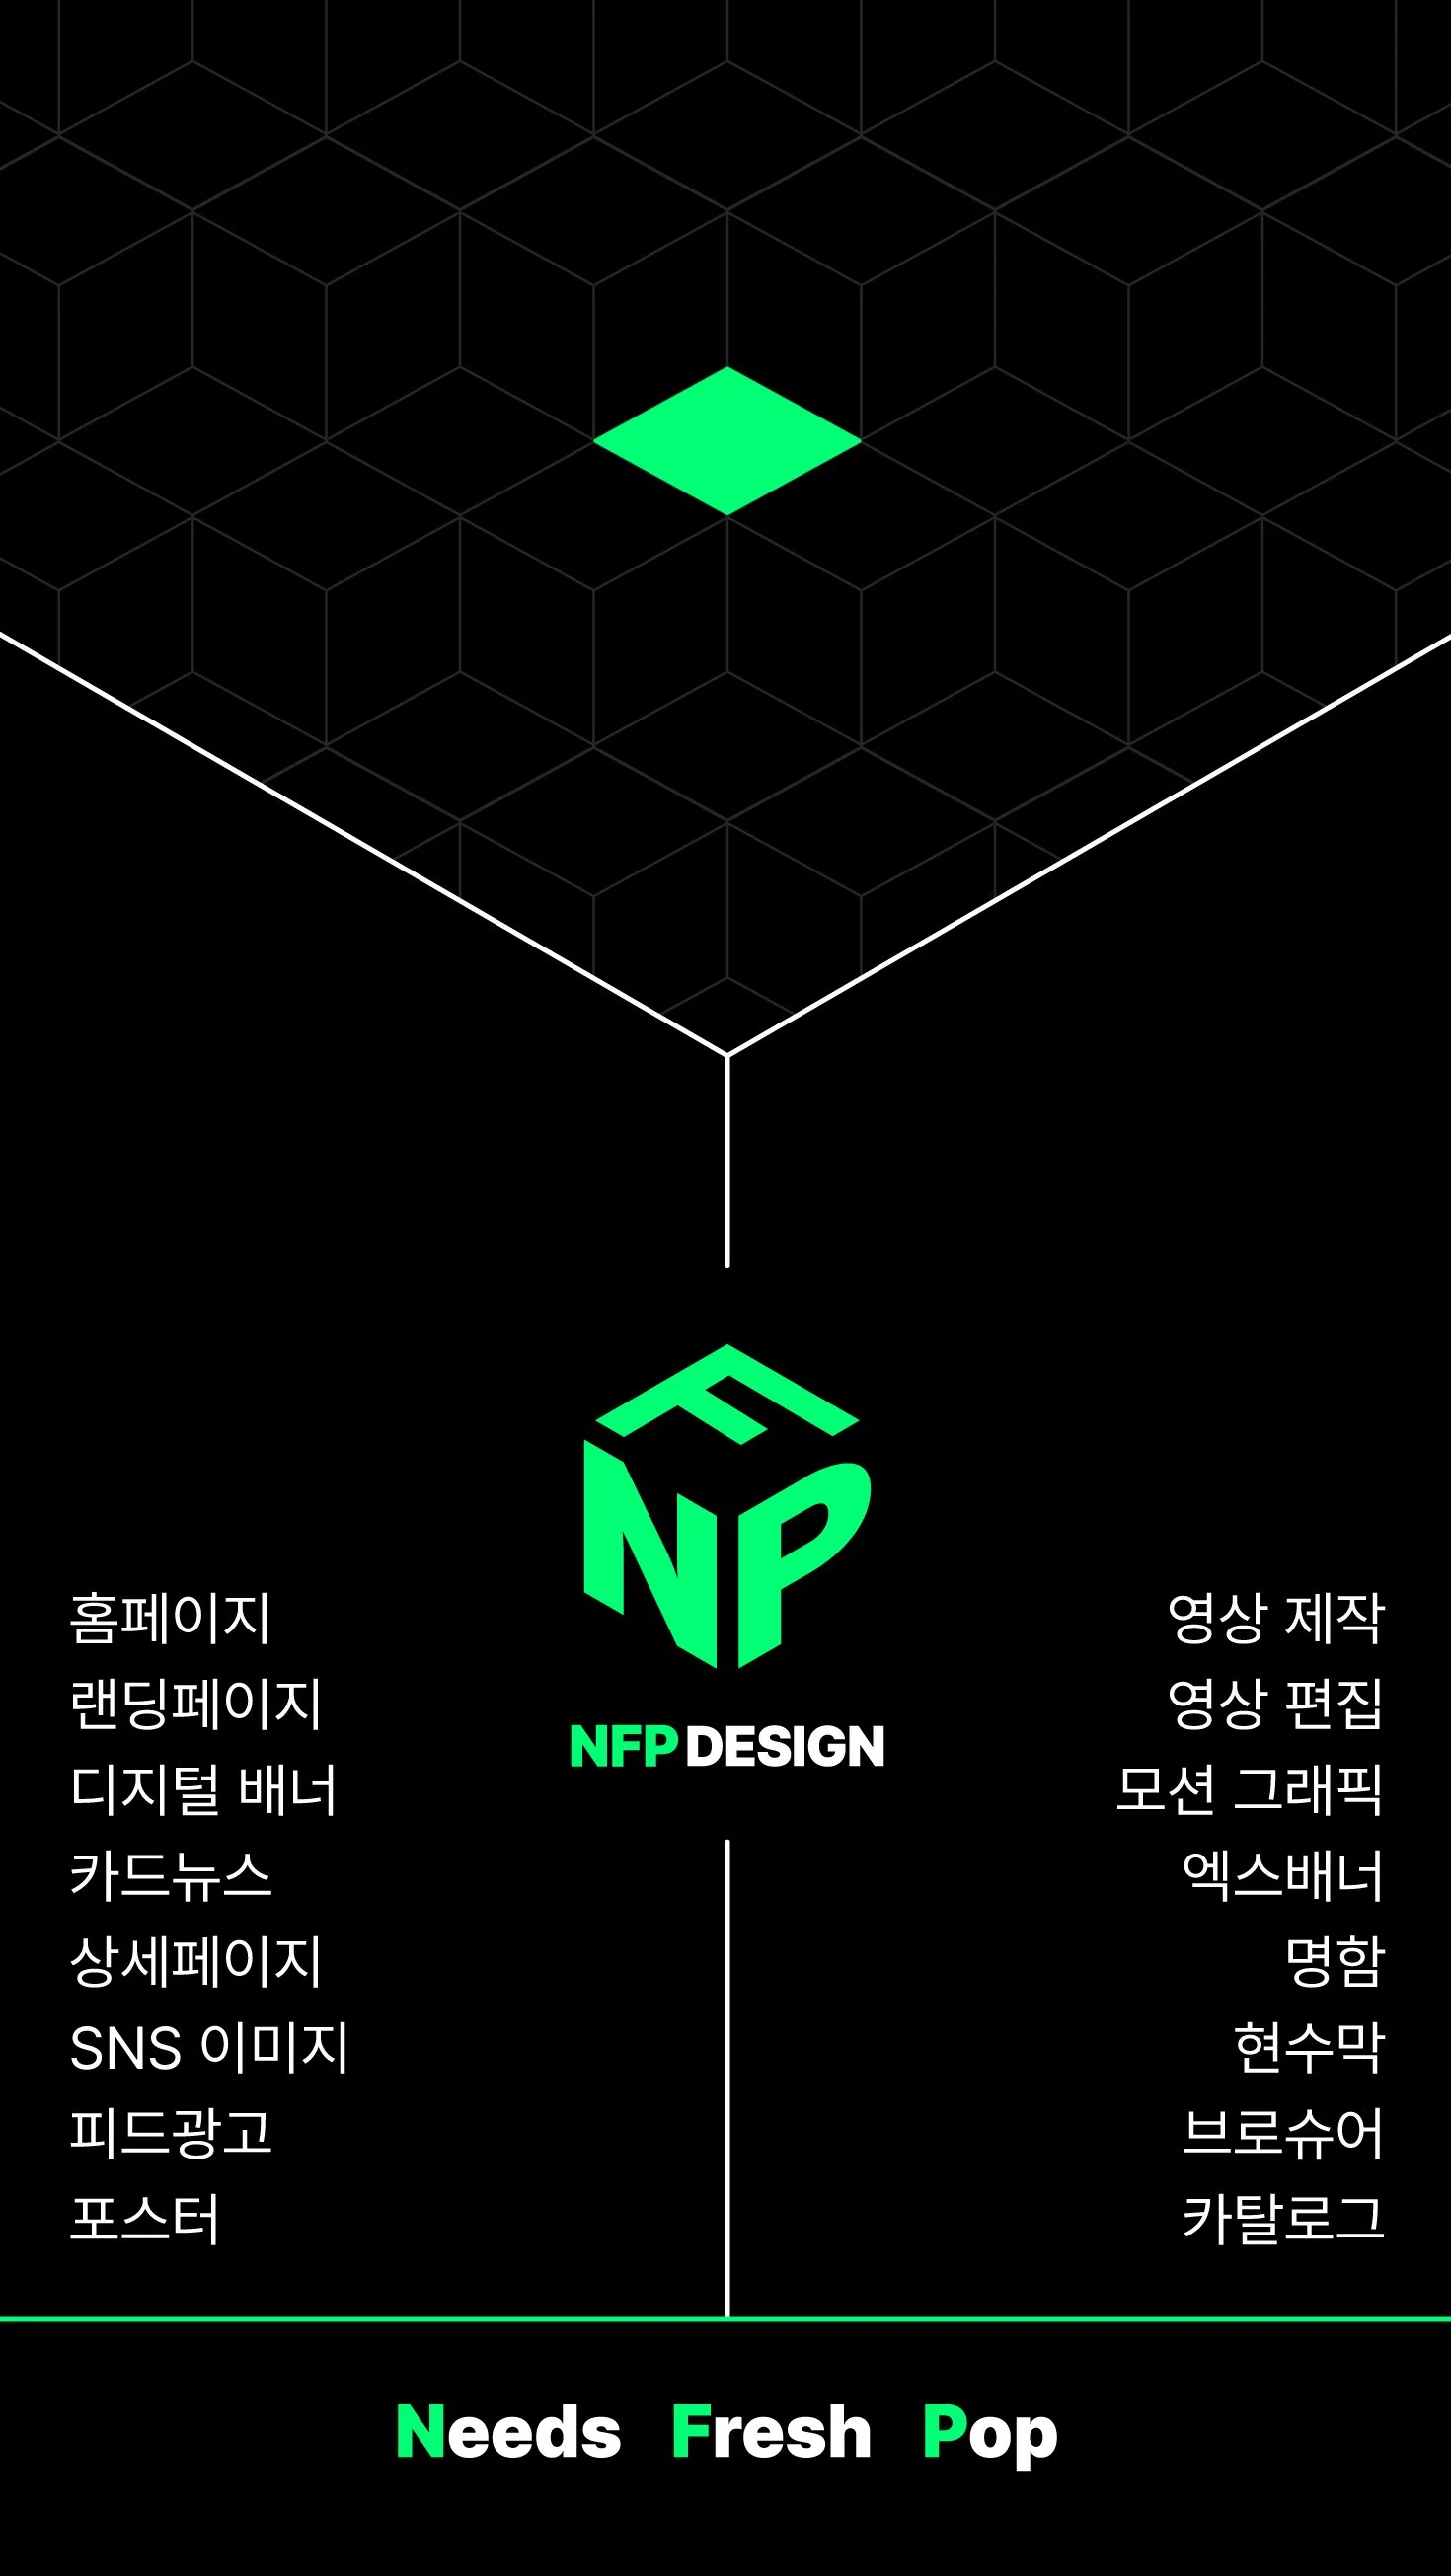 F
NP
NFP DESIGN
홈페이지
랜딩페이지
디지털 배너
카드뉴스
상세페이지
SNS 이미지
피드광고
포스터
영상 제작
영상 편집
모션 그래픽
엑스배너
명함
현수막
브로슈어
카탈로그
Needs Fresh Pop